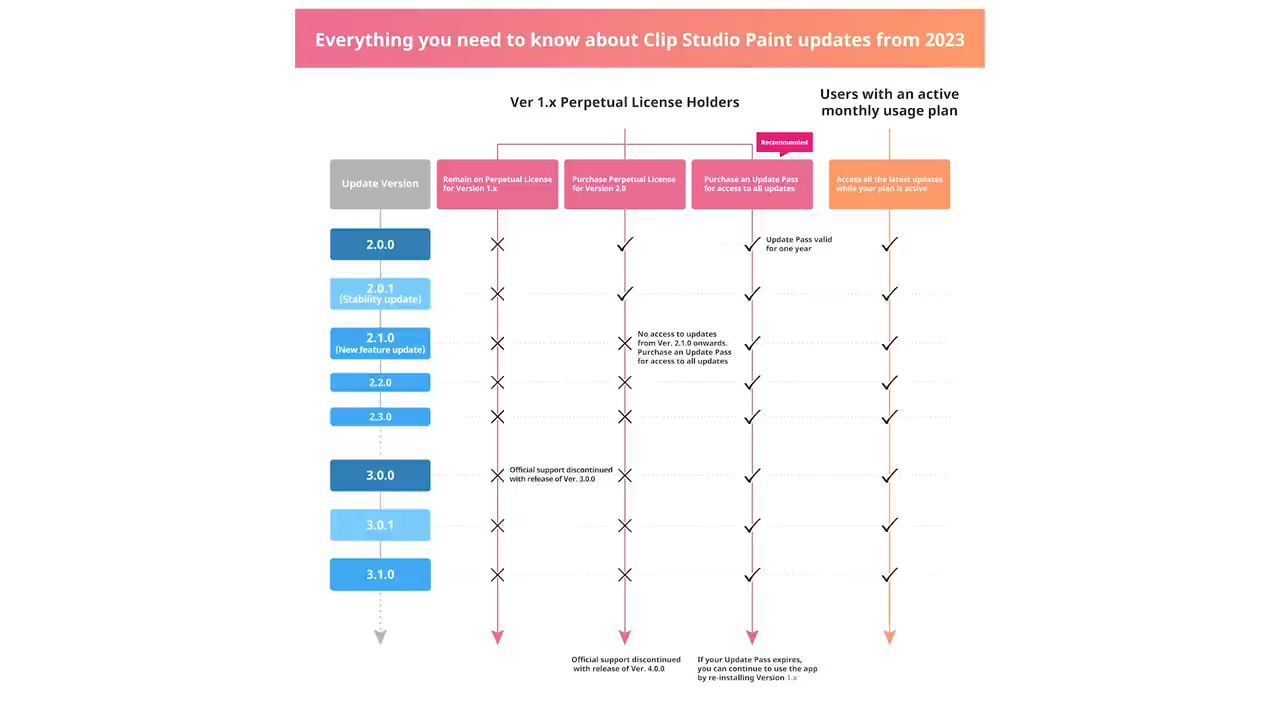 Everything you need to know about Clip Studio Paint updates from 2023
Ver 1.x Perpetual License Holders
Users with an active
monthly usage plan
Recommended
Update Version
Remain on Perpetual License
for Version 1.x
Purchase Perpetual License
for Version 2.0
Purchase an Update Pass
for access to all updates
Access all the latest updates
while your plan is active
2.0.0
Update Pass valid
for one year
2.0.1
(Stability update)
2.1.0
(New feature update)
No access to updates
from Ver. 2.1.0 onwards.
Purchase an Update Pass
for access to all updates
2.2.0
2.3.0
3.0.0
Official support discontinued
with release of Ver. 3.0.0
3.0.1
3.1.0
Official support discontinued
with release of Ver. 4.0.0
If your Update Pass expires,
you can continue to use the app
by re-installing Version 1.x